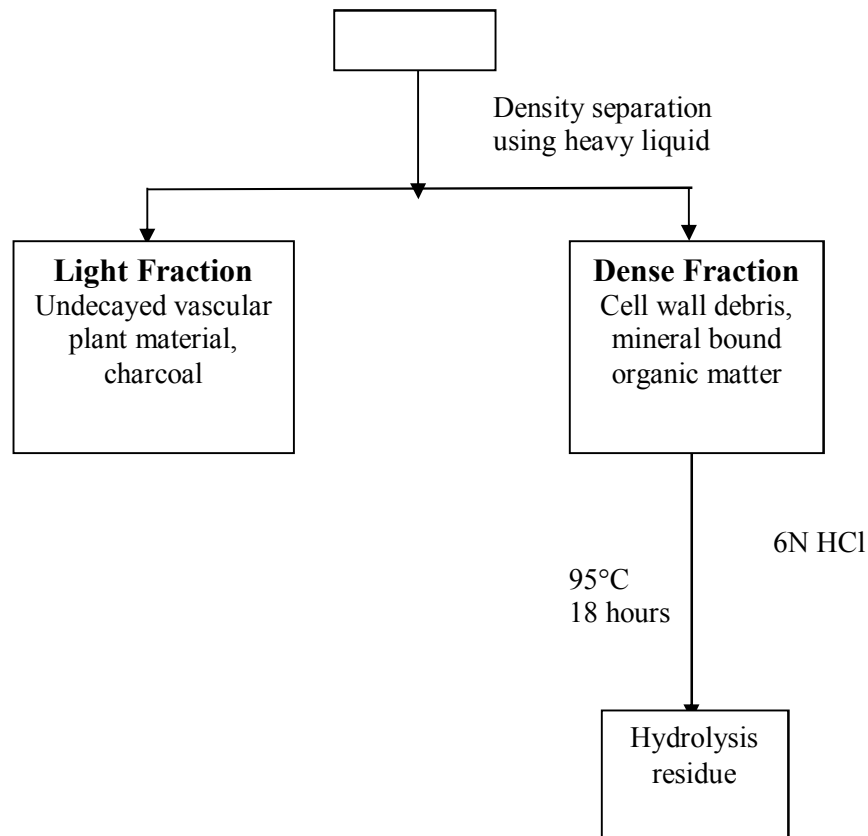 Density separation
using heavy liquid
Light Fraction
Undecayed vascular
plant material,
charcoal
Dense Fraction
Cell wall debris,
mineral bound
organic matter
6N HCl
95°C
18 hours
Hydrolysis
residue